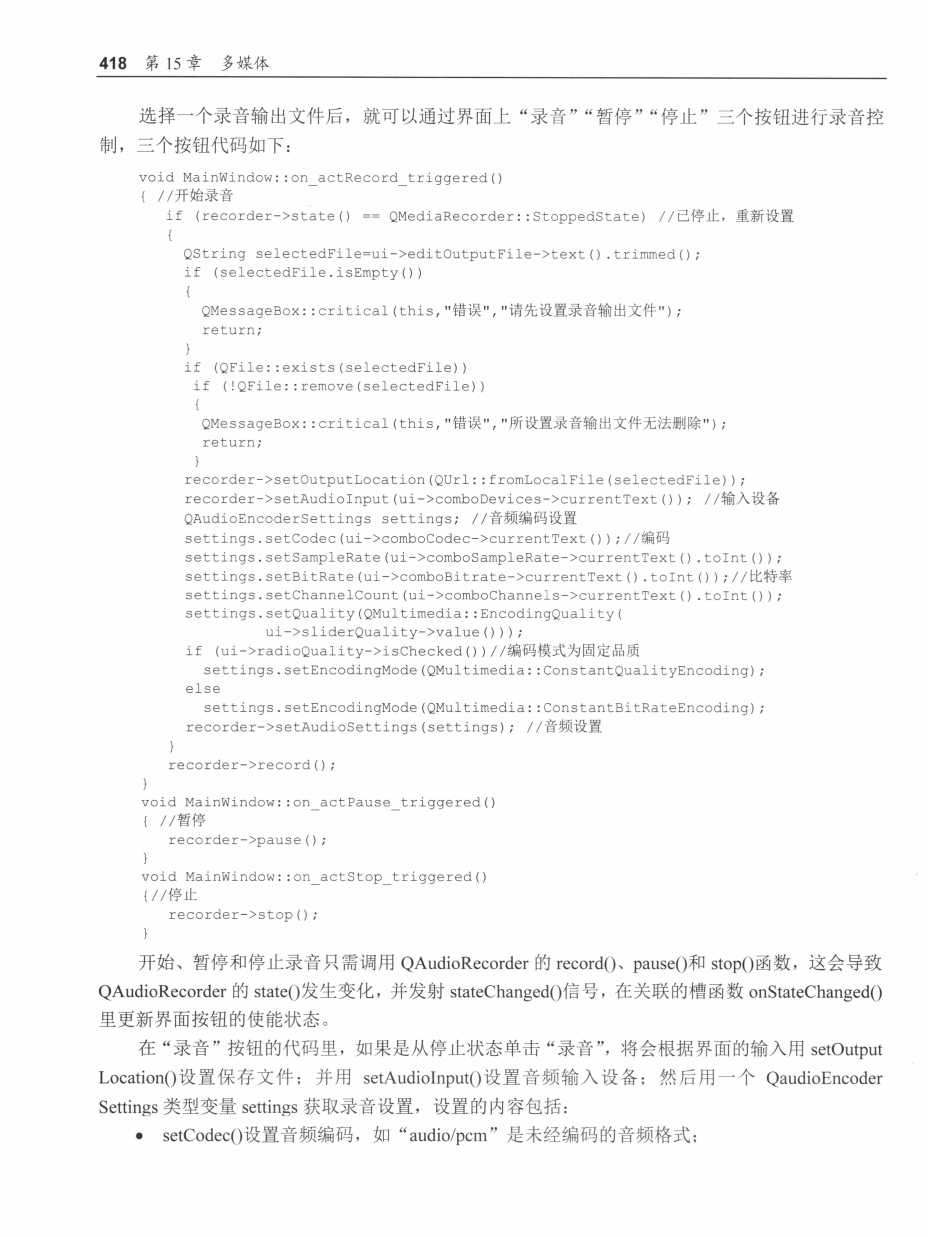 418 第 15 章 多媒体
选择一个录音输出文件后，就可以通过界面上“录音”“暂停”“停止”三个按钮进行录音控
制，三个按钮代码如下：
void MainWindow::on_actRecord_triggered()
{ //开始录音
if (recorder->state() == QMediaRecorder::StoppedState) //已停止，重新设置
{
QString selectedFile=ui->editOutputFile->text().trimmed();
if (selectedFile.isEmpty())
{
QMessageBox::critical(this,"错误","请先设置录音输出文件");
return;
}
if (QFile::exists(selectedFile))
if (!QFile::remove(selectedFile))
{
QMessageBox::critical(this,"错误","所设置录音输出文件无法删除");
return;
}
recorder->setOutputLocation(QUrl::fromLocalFile(selectedFile));
recorder->setAudioInput(ui->comboDevices->currentText()); //输入设备
QAudioEncoderSettings settings; //音频编码设置
settings.setCodec(ui->comboCodec->currentText());//编码
settings.setSampleRate(ui->comboSampleRate->currentText().toInt());
settings.setBitRate(ui->comboBitrate->currentText().toInt());//比特率
settings.setChannelCount(ui->comboChannels->currentText().toInt());
settings.setQuality(QMultimedia::EncodingQuality(
ui->sliderQuality->value()));
if (ui->radioQuality->isChecked())//编码模式为固定品质
settings.setEncodingMode(QMultimedia::ConstantQualityEncoding);
else
settings.setEncodingMode(QMultimedia::ConstantBitRateEncoding);
recorder->setAudioSettings(settings); //音频设置
}
recorder->record();
}
void MainWindow::on_actPause_triggered()
{ //暂停
recorder->pause();
}
void MainWindow::on_actStop_triggered()
{//停止
recorder->stop();
}
开始、暂停和停止录音只需调用 QAudioRecorder 的 record()、pause()和 stop()函数，这会导致
QAudioRecorder 的 state()发生变化，并发射 stateChanged()信号，在关联的槽函数 onStateChanged()
里更新界面按钮的使能状态。
在“录音”按钮的代码里，如果是从停止状态单击“录音”，将会根据界面的输入用 setOutput
Location()设置保存文件；并用 setAudioInput()设置音频输入设备；然后用一个 QaudioEncoder
Settings 类型变量 settings 获取录音设置，设置的内容包括：
• setCodec()设置音频编码，如“audio/pcm”是未经编码的音频格式；